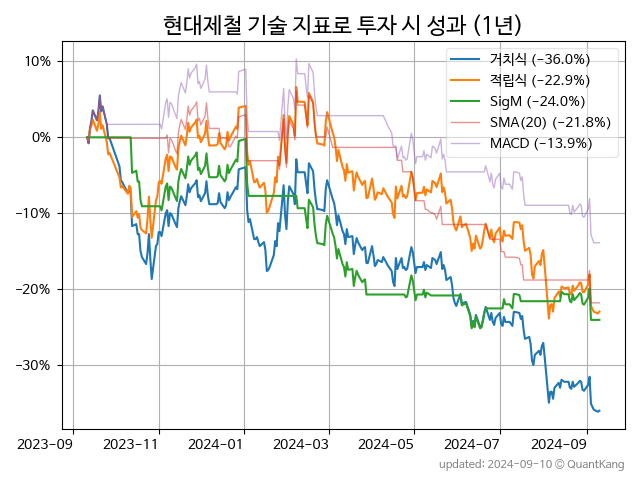 현대제철 기술 지표로 투자 시 성과 (1년)
거치식 (−36.0%)
적립식 (−22.9%)
SigM (−24.0%)
SMA(20) (−21.8%)
MACD (−13.9%)
10%
0%
−10%
−20%
−30%
2023-09
2023-11
2024-01
2024-03
2024-05
2024-07
2024-09
updated: 2024-09-10 ⓒ QuantKang